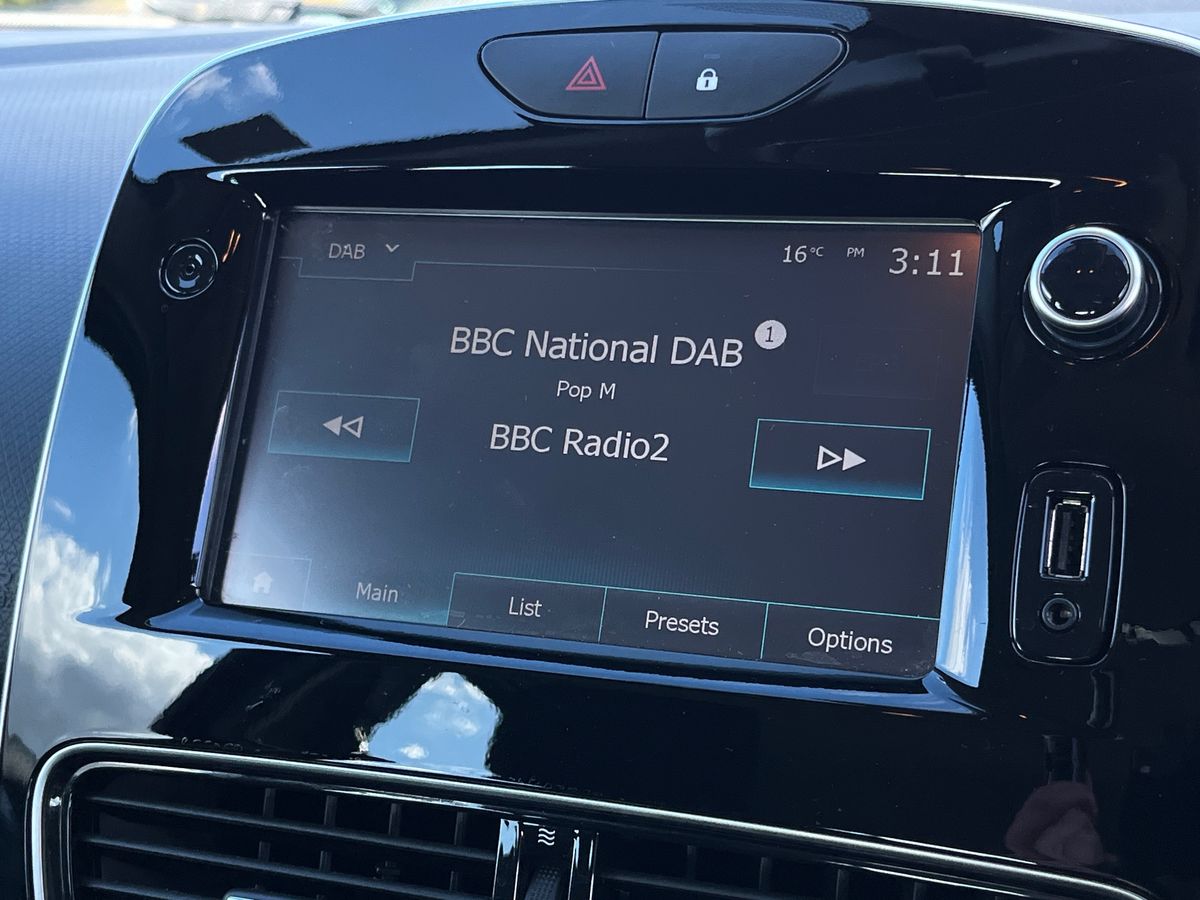 DAB
16°C PM 3:11
BBC National DAB 1
Pop M
BBC Radio2
Main
List
Presets
Options